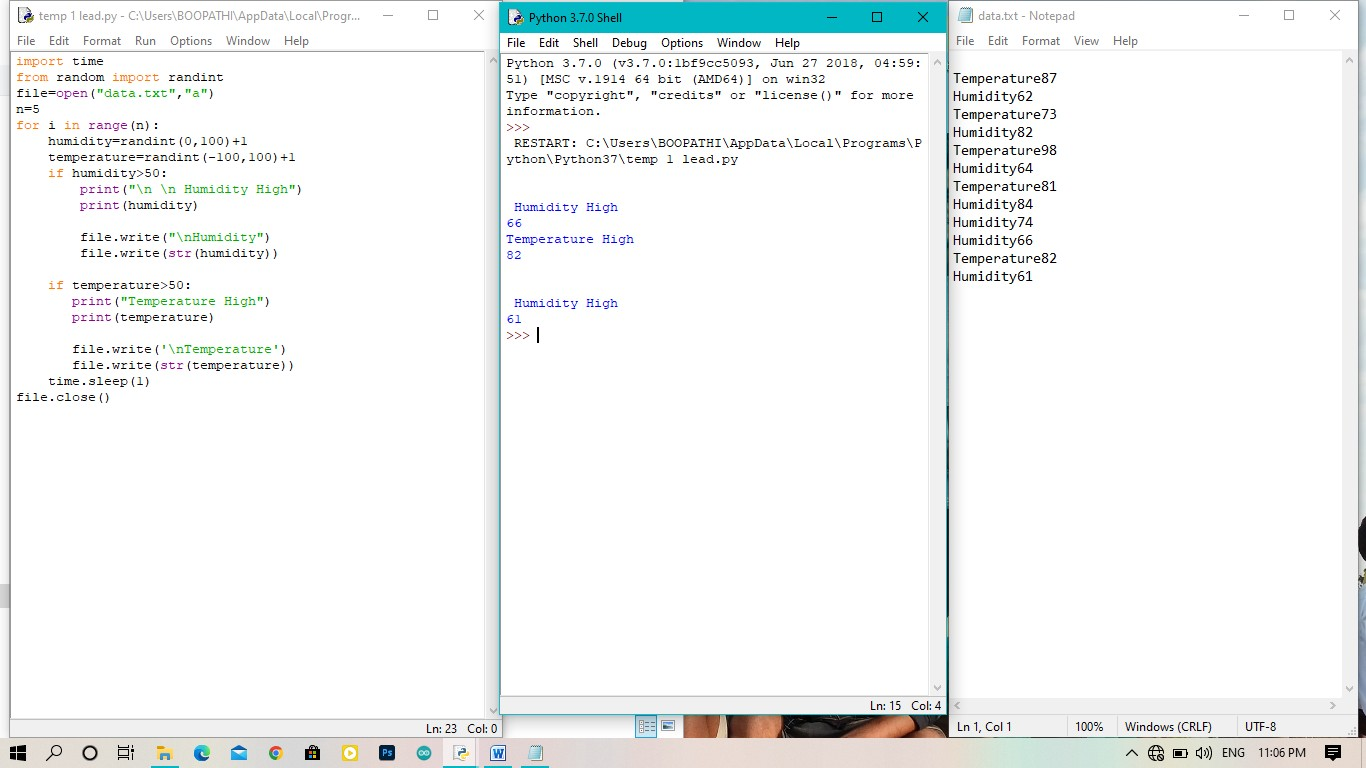 temp 1 lead.py - C:\Users\BOOPATHI\AppData\Local\Progr...
File Edit Format Run Options Window Help
import time
from random import randint
file=open("data.txt","a")
n=5
for i in range(n):
    humidity=randint(0,100)+1
    temperature=randint(-100,100)+1
    if humidity>50:
        print("\n \n Humidity High")
        print(humidity)
        file.write("\nHumidity")
        file.write(str(humidity))
    if temperature>50:
       print("Temperature High")
       print(temperature)
       file.write('\nTemperature')
       file.write(str(temperature))
    time.sleep(1)
file.close()
Ln: 23 Col: 0
Python 3.7.0 Shell
File Edit Shell Debug Options Window Help
Python 3.7.0 (v3.7.0:1bf9cc5093, Jun 27 2018, 04:59:
51) [MSC v.1914 64 bit (AMD64)] on win32
Type "copyright", "credits" or "license()" for more
information.
>>>
 RESTART: C:\Users\BOOPATHI\AppData\Local\Programs\P
ython\Python37\temp 1 lead.py
 Humidity High
66
Temperature High
82
 Humidity High
61
>>>
Ln: 15 Col: 4
data.txt - Notepad
File Edit Format View Help
Temperature87
Humidity62
Temperature73
Humidity82
Temperature98
Humidity64
Temperature81
Humidity84
Humidity74
Humidity66
Temperature82
Humidity61
Ln 1, Col 1 100% Windows (CRLF) UTF-8
Ps W ENG 11:06 PM